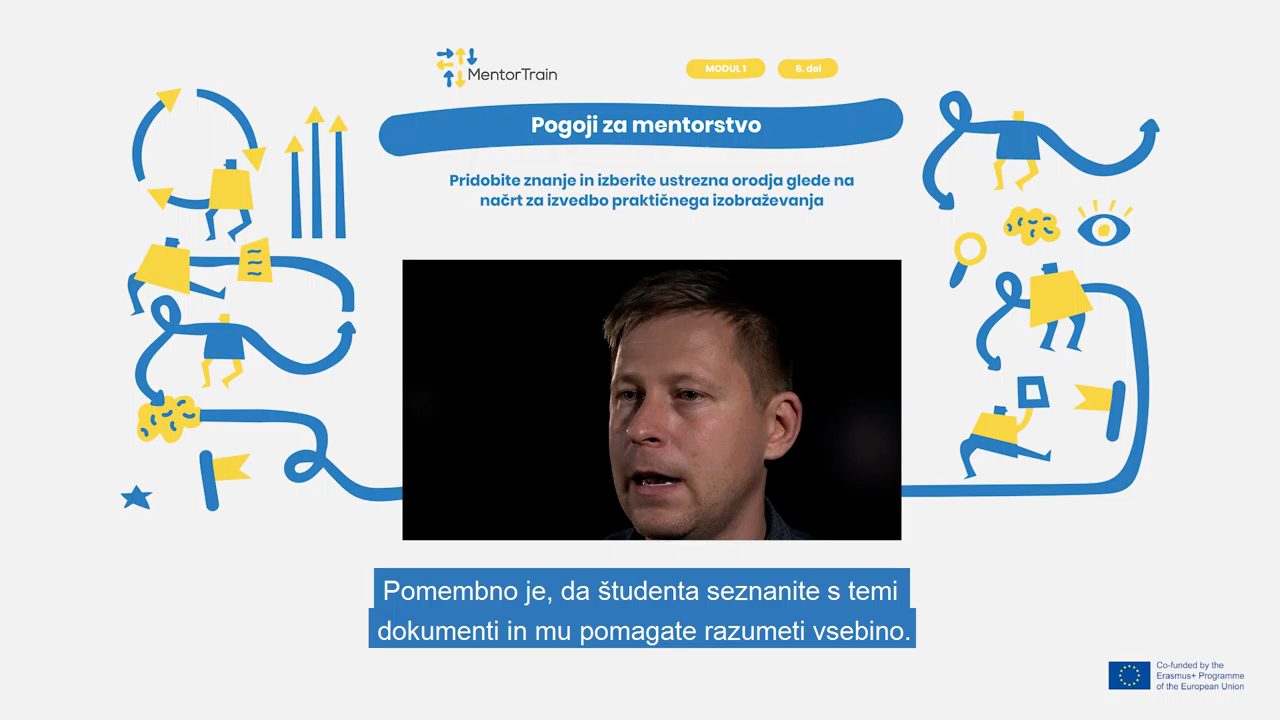 MentorTrain
MODUL 1
6. del
Pogoji za mentorstvo
Pridobite znanje in izberite ustrezna orodja glede na
načrt za izvedbo praktičnega izobraževanja
Pomembno je, da študenta seznanite s temi
dokumenti in mu pomagate razumeti vsebino.
Co-funded by the
Erasmus+ Programme
of the European Union